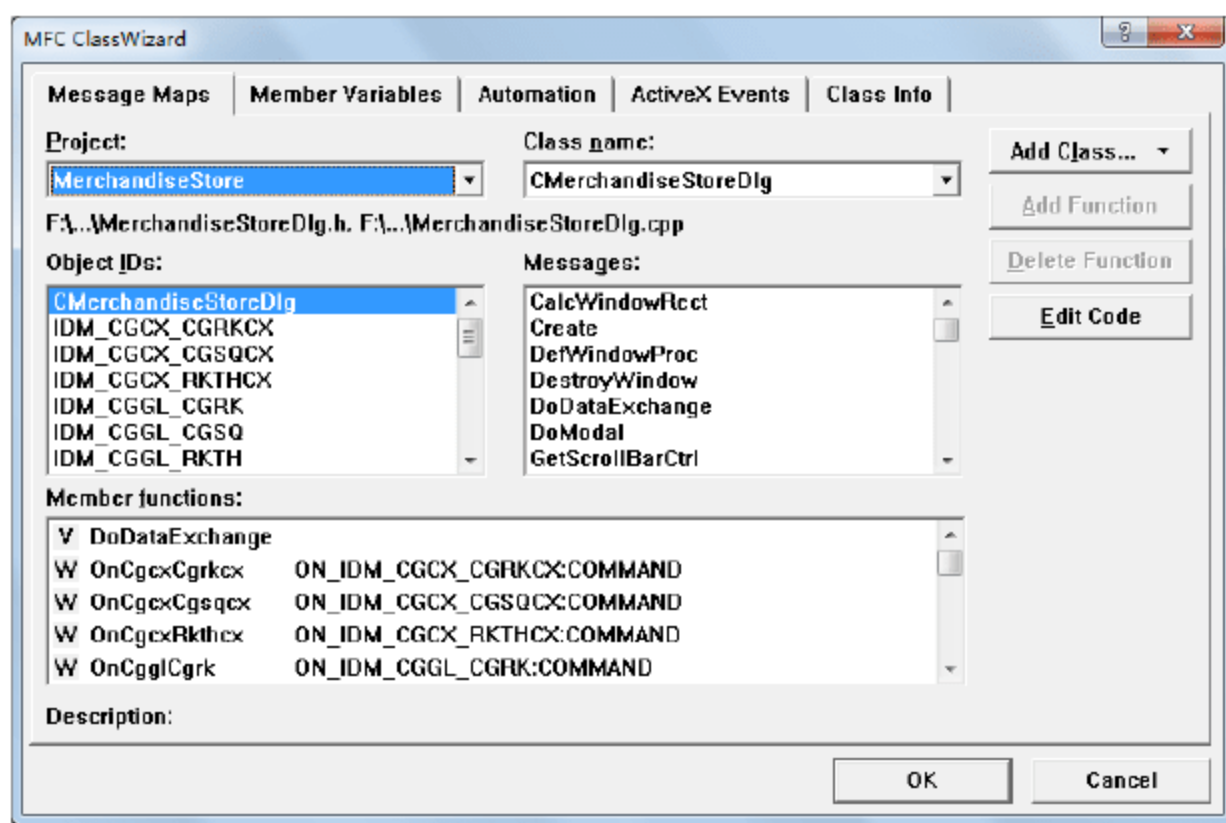 MFC ClassWizard
Message Maps Member Variables Automation ActiveX Events Class Info
Project: Class name:
MerchandiseStore CMerchandiseStoreDlg
Add Class...
F:\...\MerchandiseStoreDlg.h, F:\...\MerchandiseStoreDlg.cpp
Add Function
Object IDs: Messages:
Delete Function
CMerchandiseStoreDlg CalcWindowRect
IDM_CGCX_CGRKCX Create
Edit Code
IDM_CGCX_CGSQCX DefWindowProc
IDM_CGCX_RKTHCX DestroyWindow
IDM_CGGL_CGRK DoDataExchange
IDM_CGGL_CGSQ DoModal
IDM_CGGL_RKTH GetScrollBarCtrl
Member functions:
V DoDataExchange
W OnCgcxCgrkcx ON_IDM_CGCX_CGRKCX:COMMAND
W OnCgcxCgsqcx ON_IDM_CGCX_CGSQCX:COMMAND
W OnCgcxRkthcx ON_IDM_CGCX_RKTHCX:COMMAND
W OnCgglCgrk ON_IDM_CGGL_CGRK:COMMAND
Description:
OK Cancel